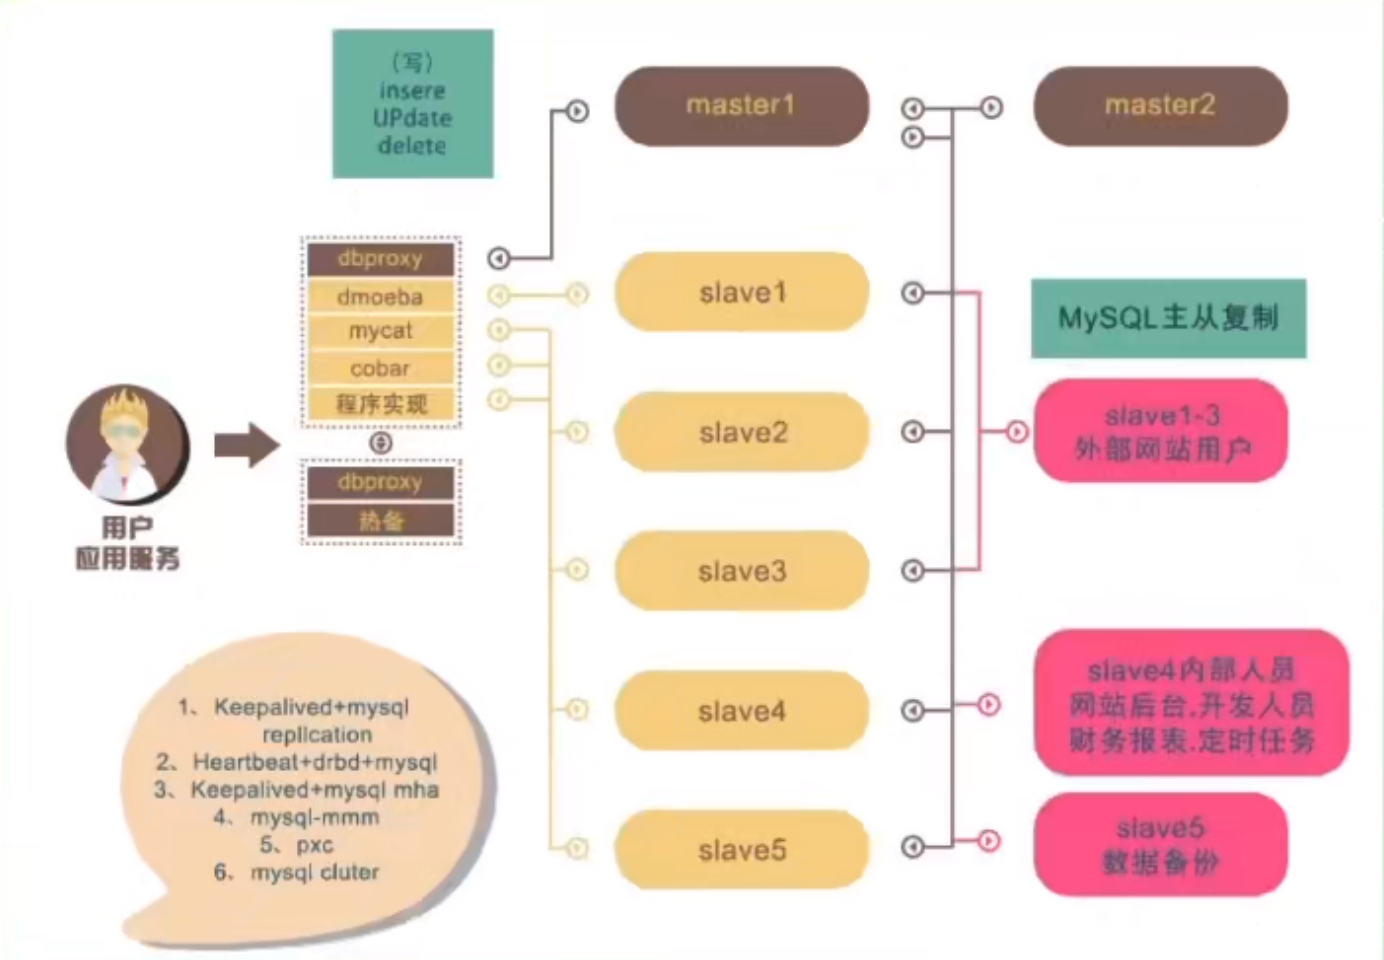 (写)
insere
UPdate
delete
master1
master2
dbproxy
dmoeba
mycat
cobar
程序实现
dbproxy
热备
用户
应用服务
slave1
slave2
slave3
slave4
slave5
MySQL主从复制
slave1-3
外部网站用户
slave4内部人员
网站后台.开发人员
财务报表.定时任务
slave5
数据备份
1、Keepalived+mysql
replication
2、Heartbeat+drbd+mysql
3、Keepalived+mysql mha
4、mysql-mmm
5、pxc
6、mysql cluter